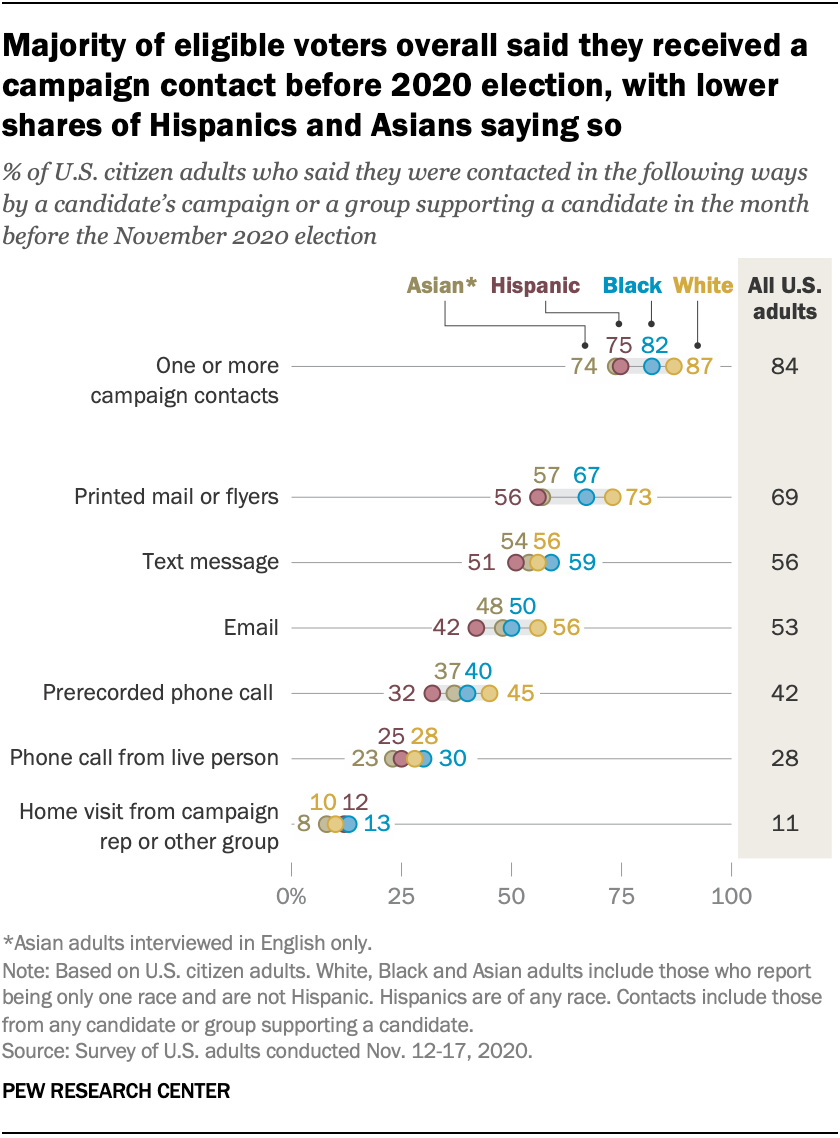 Majority of eligible voters overall said they received a
campaign contact before 2020 election, with lower
shares of Hispanics and Asians saying so
% of U.S. citizen adults who said they were contacted in the following ways
by a candidate's campaign or a group supporting a candidate in the month
before the November 2020 election
Asian* Hispanic Black White All U.S.
adults
75 82
One or more 74 87 84
campaign contacts
57 67
Printed mail or flyers 56 73 69
54 56
Text message 51 59 56
48 50
Email 42 56 53
37 40
Prerecorded phone call 32 45 42
25 28
Phone call from live person 23 30 28
10 12
Home visit from campaign
8 13 11
rep or other group
0% 25 50 75 100
*Asian adults interviewed in English only.
Note: Based on U.S. citizen adults. White, Black and Asian adults include those who report
being only one race and are not Hispanic. Hispanics are of any race. Contacts include those
from any candidate or group supporting a candidate.
Source: Survey of U.S. adults conducted Nov. 12-17, 2020.
PEW RESEARCH CENTER